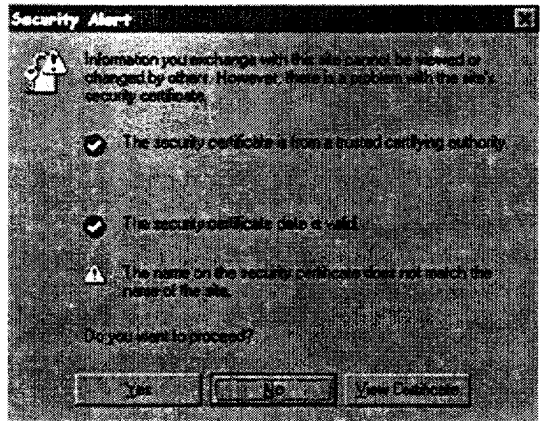 Security Alert
Information you exchange with this site cannot be viewed or
changed by others. However, there is a problem with the site's
security certificate.
The security certificate is from a trusted certifying authority.
The security certificate date is valid.
The name on the security certificate does not match the
name of the site.
Do you want to proceed?
Yes No View Certificate